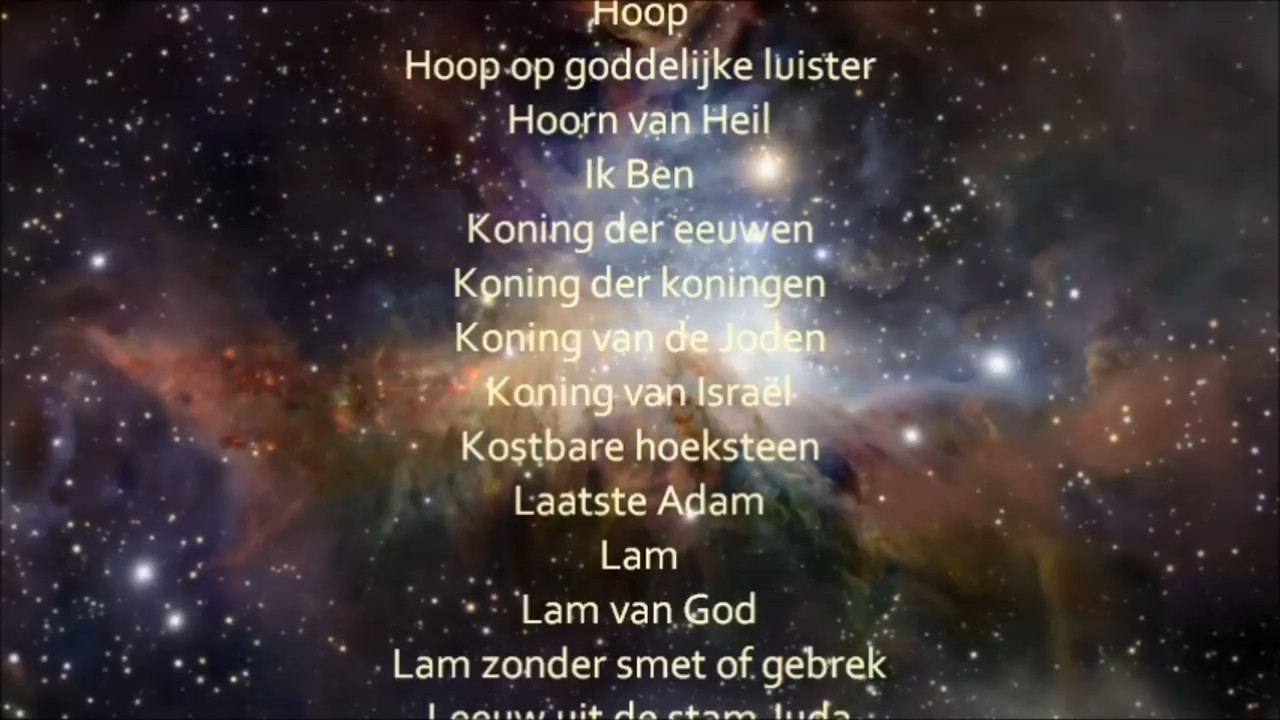 Hoop
Hoop op goddelijke luister
Hoorn van Heil
Ik Ben
Koning der eeuwen
Koning der koningen
Koning van de Joden
Koning van Israël
Kostbare hoeksteen
Laatste Adam
Lam
Lam van God
Lam zonder smet of gebrek
Leeuw uit de stam Juda